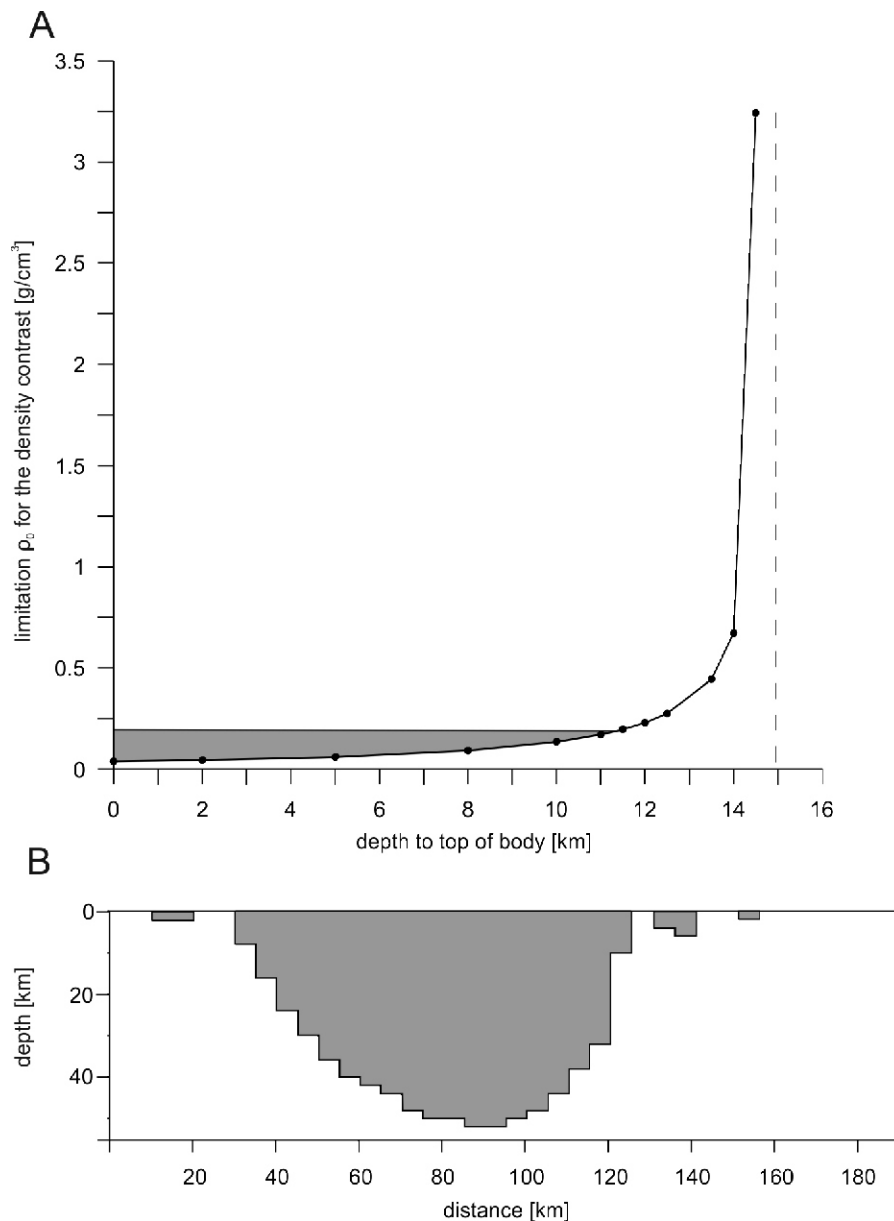 A
limitation ρ₀ for the density contrast [g/cm³]
3.5
3
2.5
2
1.5
1
0.5
0
0 2 4 6 8 10 12 14 16
depth to top of body [km]
B
depth [km]
0
20
40
20 40 60 80 100 120 140 160 180
distance [km]